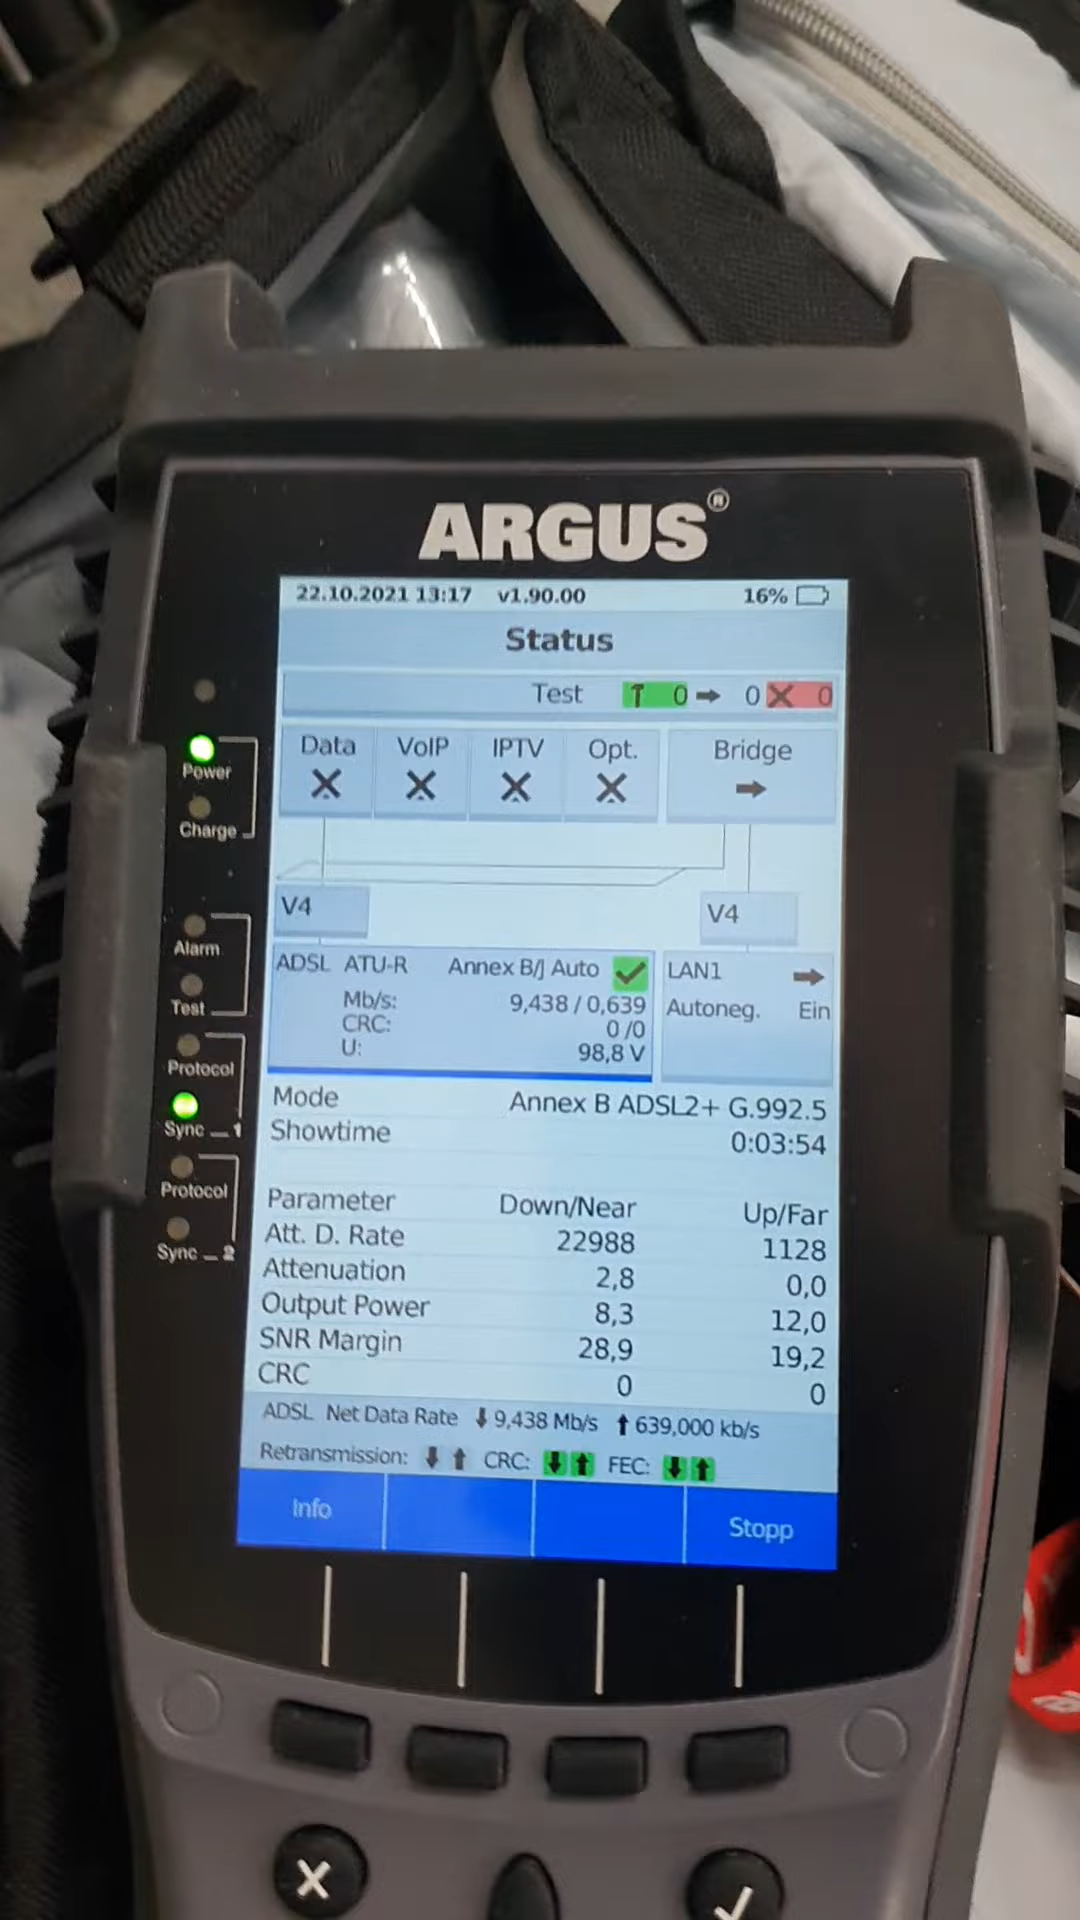 ARGUS®
22.10.2021 13:17 v1.90.00 16%
Status
Test 0 0 0
Data VoIP IPTV Opt. Bridge
Power
Charge
V4 V4
Alarm
ADSL ATU-R Annex B/J Auto LAN1
Mb/s: 9,438 / 0,639 Autoneg. Ein
CRC: 0 /0
U: 98,8 V
Test
Protocol
Sync 1
Protocol
Sync 2
Mode Annex B ADSL2+ G.992.5
Showtime 0:03:54
Parameter Down/Near Up/Far
Att. D. Rate 22988 1128
Attenuation 2,8 0,0
Output Power 8,3 12,0
SNR Margin 28,9 19,2
CRC 0 0
ADSL Net Data Rate 9,438 Mb/s 639,000 kb/s
Retransmission: CRC: FEC:
Info Stopp